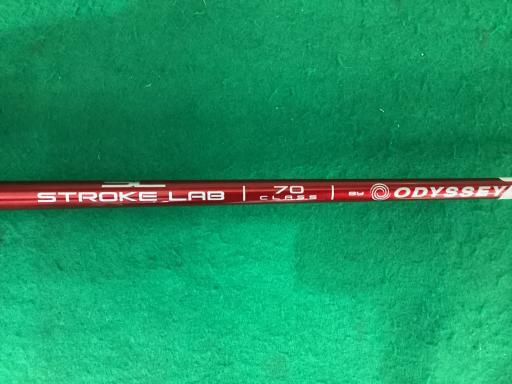 STROKE LAB | 70 CLASS | BY ODYSSEY